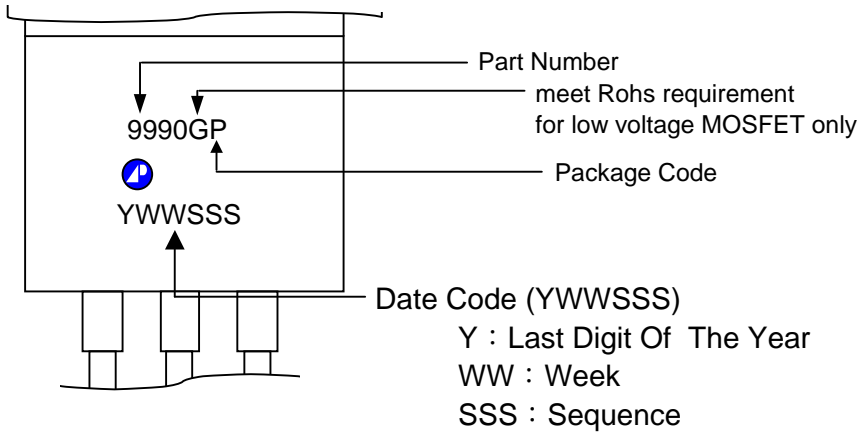 Part Number
meet Rohs requirement
for low voltage MOSFET only
9990GP
Package Code
YWWSSS
Date Code (YWWSSS)
Y：Last Digit Of The Year
WW：Week
SSS：Sequence